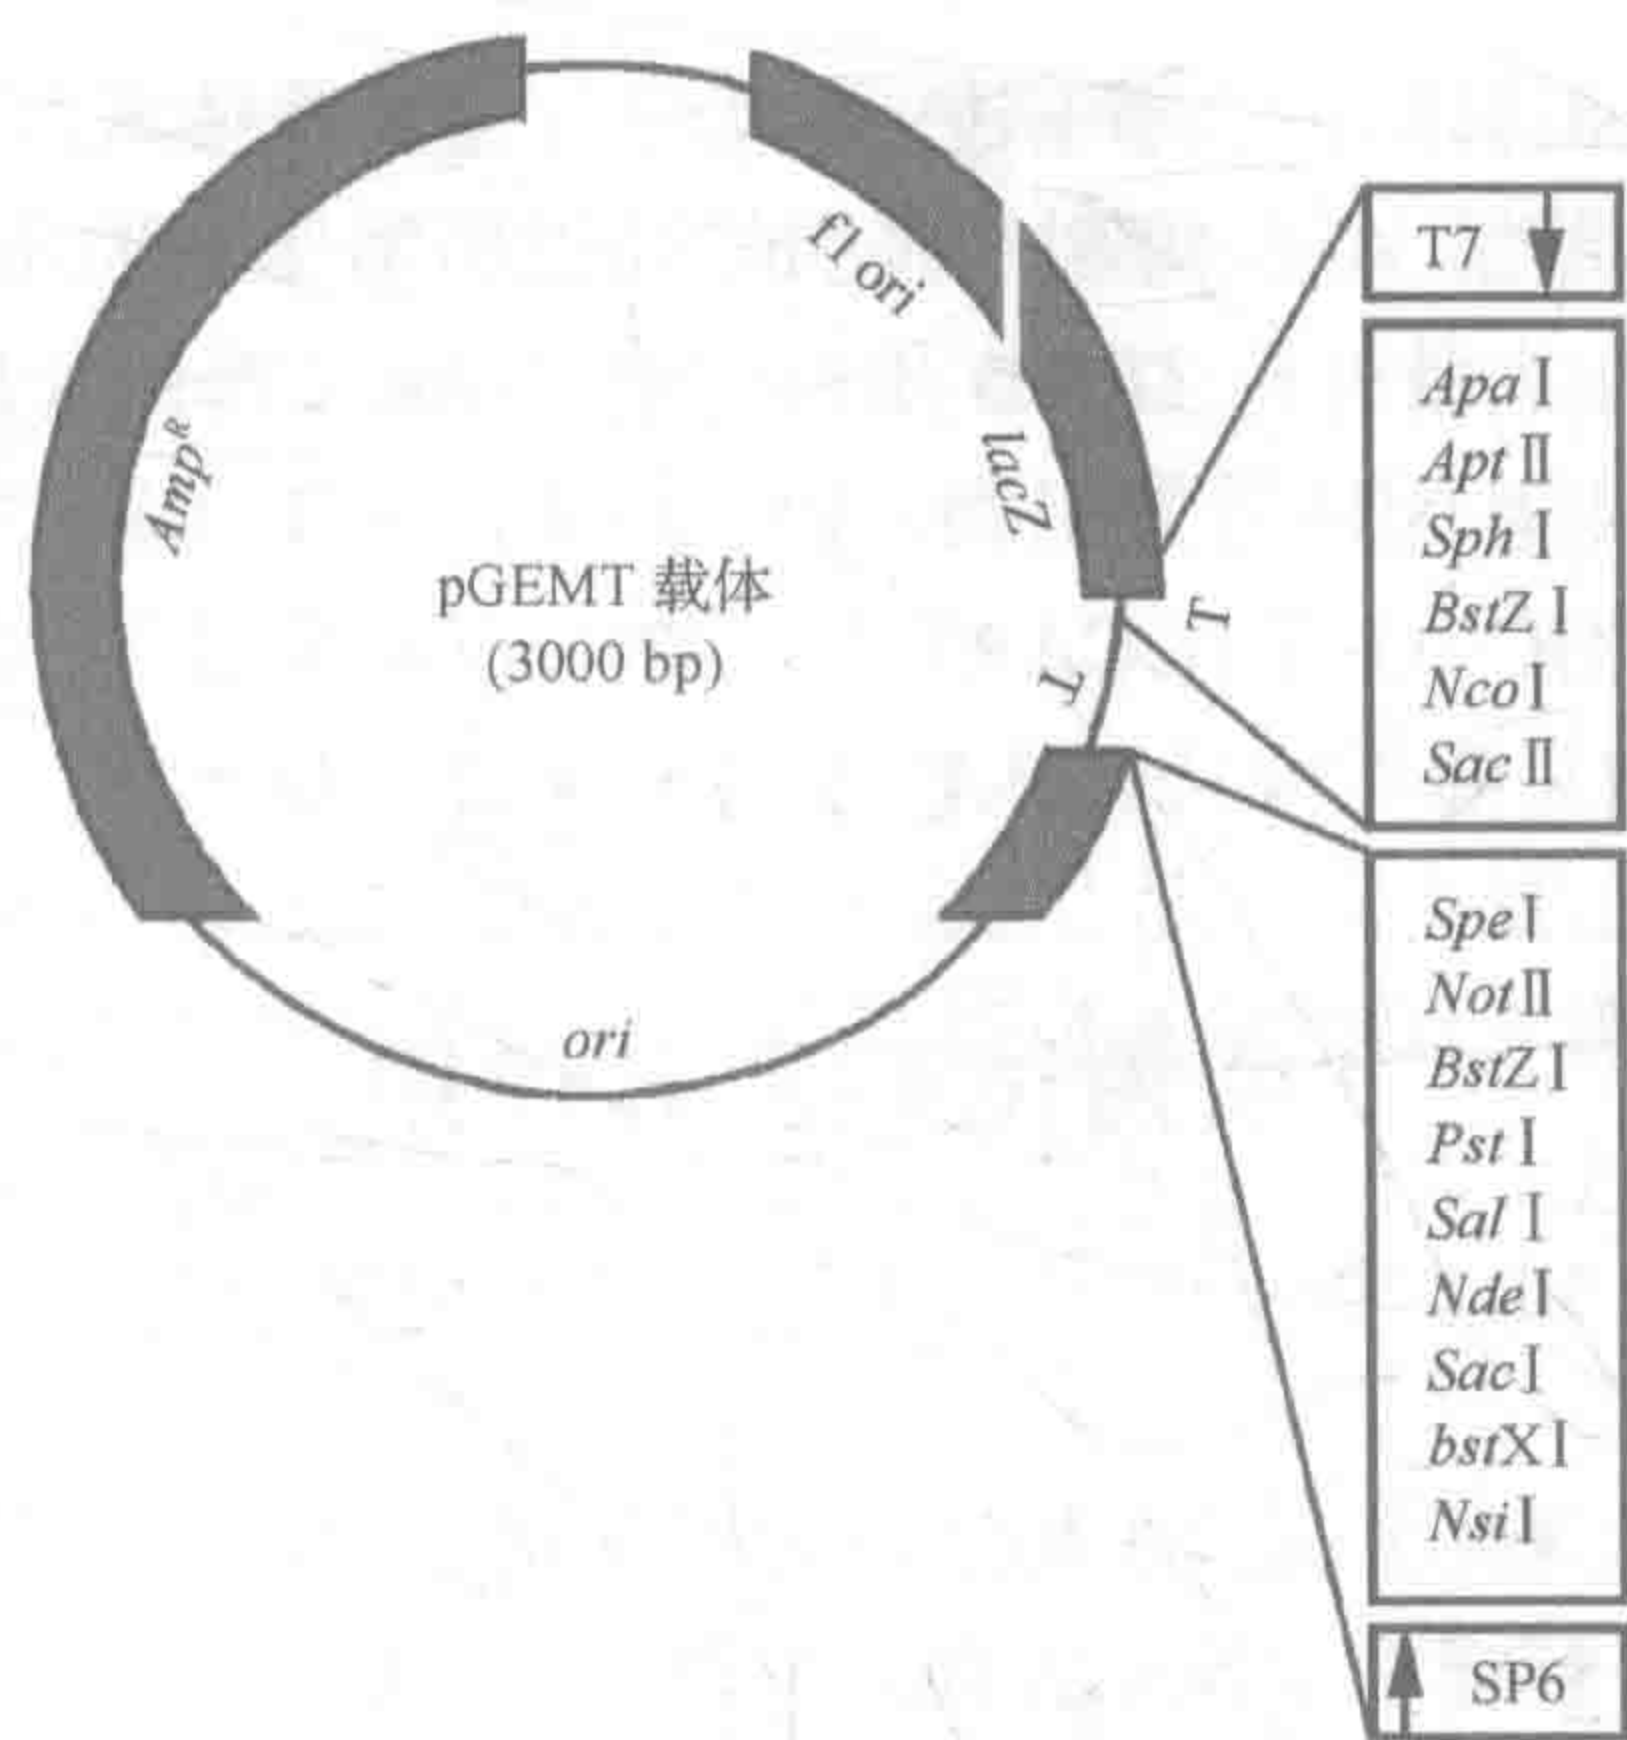 f1 ori
Amp^R
lacZ
pGEMT 载体
(3000 bp)
T
T
ori
T7
Apa I
Apt II
Sph I
BstZ I
Nco I
Sac II
Spe I
Not II
BstZ I
Pst I
Sal I
Nde I
Sac I
bstX I
Nsi I
SP6